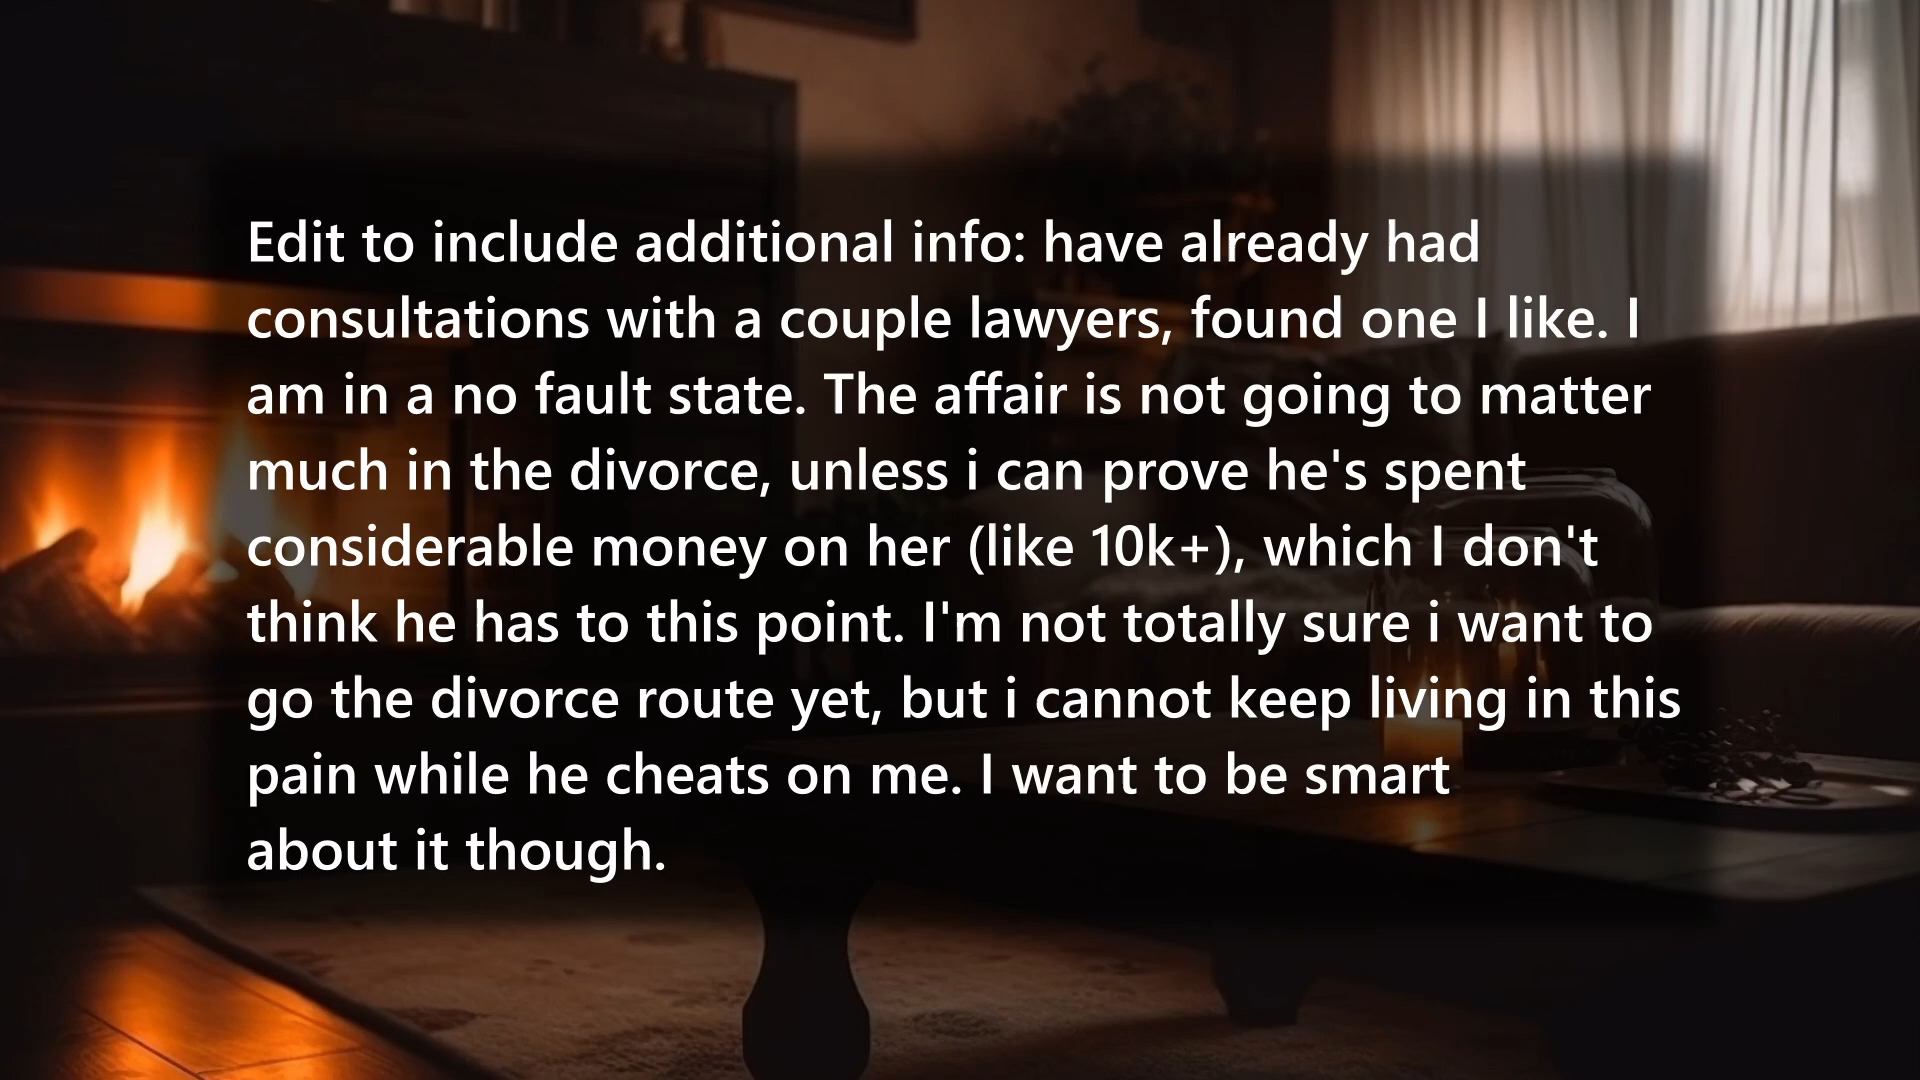 Edit to include additional info: have already had
consultations with a couple lawyers, found one I like. I
am in a no fault state. The affair is not going to matter
much in the divorce, unless i can prove he's spent
considerable money on her (like 10k+), which I don't
think he has to this point. I'm not totally sure i want to
go the divorce route yet, but i cannot keep living in this
pain while he cheats on me. I want to be smart
about it though.